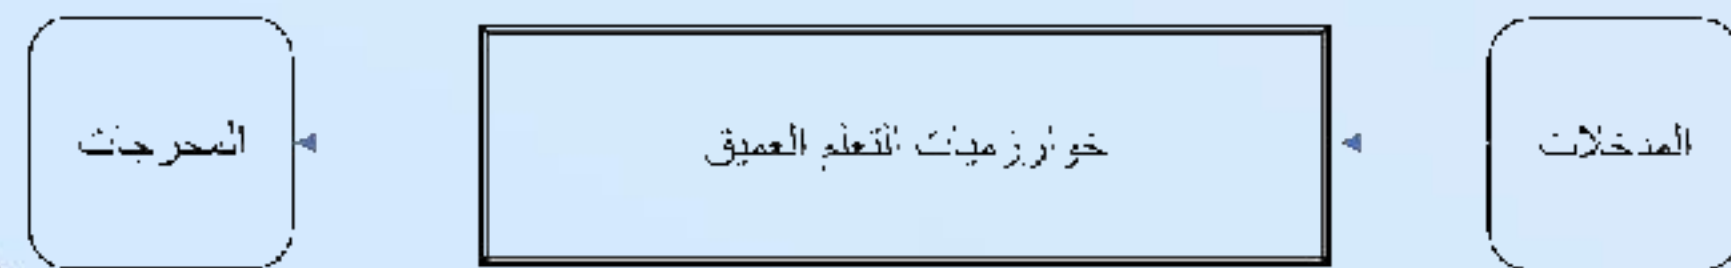 المدخلات
خوارزميات التعلم العميق
المخرجات